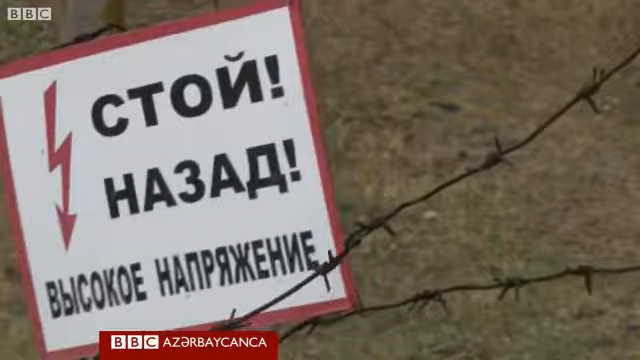 BBC
СТОЙ!
НАЗАД!
ВЫСОКОЕ НАПРЯЖЕНИЕ
BBC AZƏRBAYCANCA